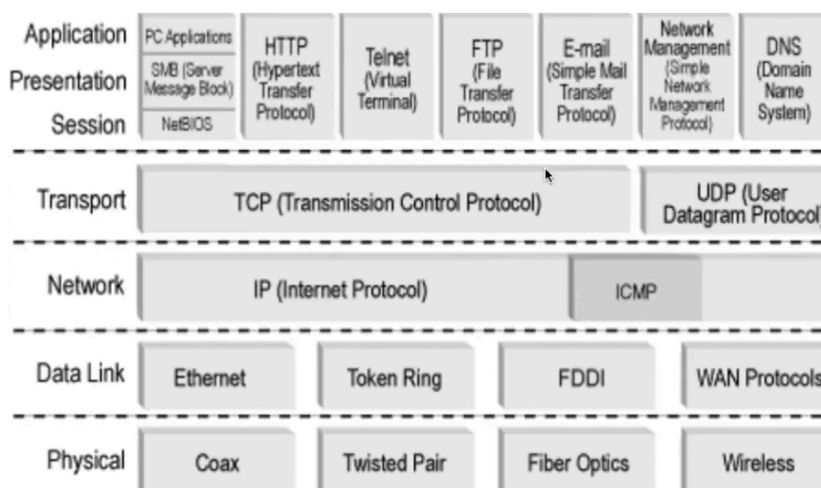 Application
Presentation
Session
PC Applications
SMB (Server
Message Block)
NetBIOS
HTTP
(Hypertext
Transfer
Protocol)
Telnet
(Virtual
Terminal)
FTP
(File
Transfer
Protocol)
E-mail
(Simple Mail
Transfer
Protocol)
Network
Management
(Simple
Network
Management
Protocol)
DNS
(Domain
Name
System)
Transport
TCP (Transmission Control Protocol)
UDP (User
Datagram Protocol)
Network
IP (Internet Protocol)
ICMP
Data Link
Ethernet
Token Ring
FDDI
WAN Protocols
Physical
Coax
Twisted Pair
Fiber Optics
Wireless